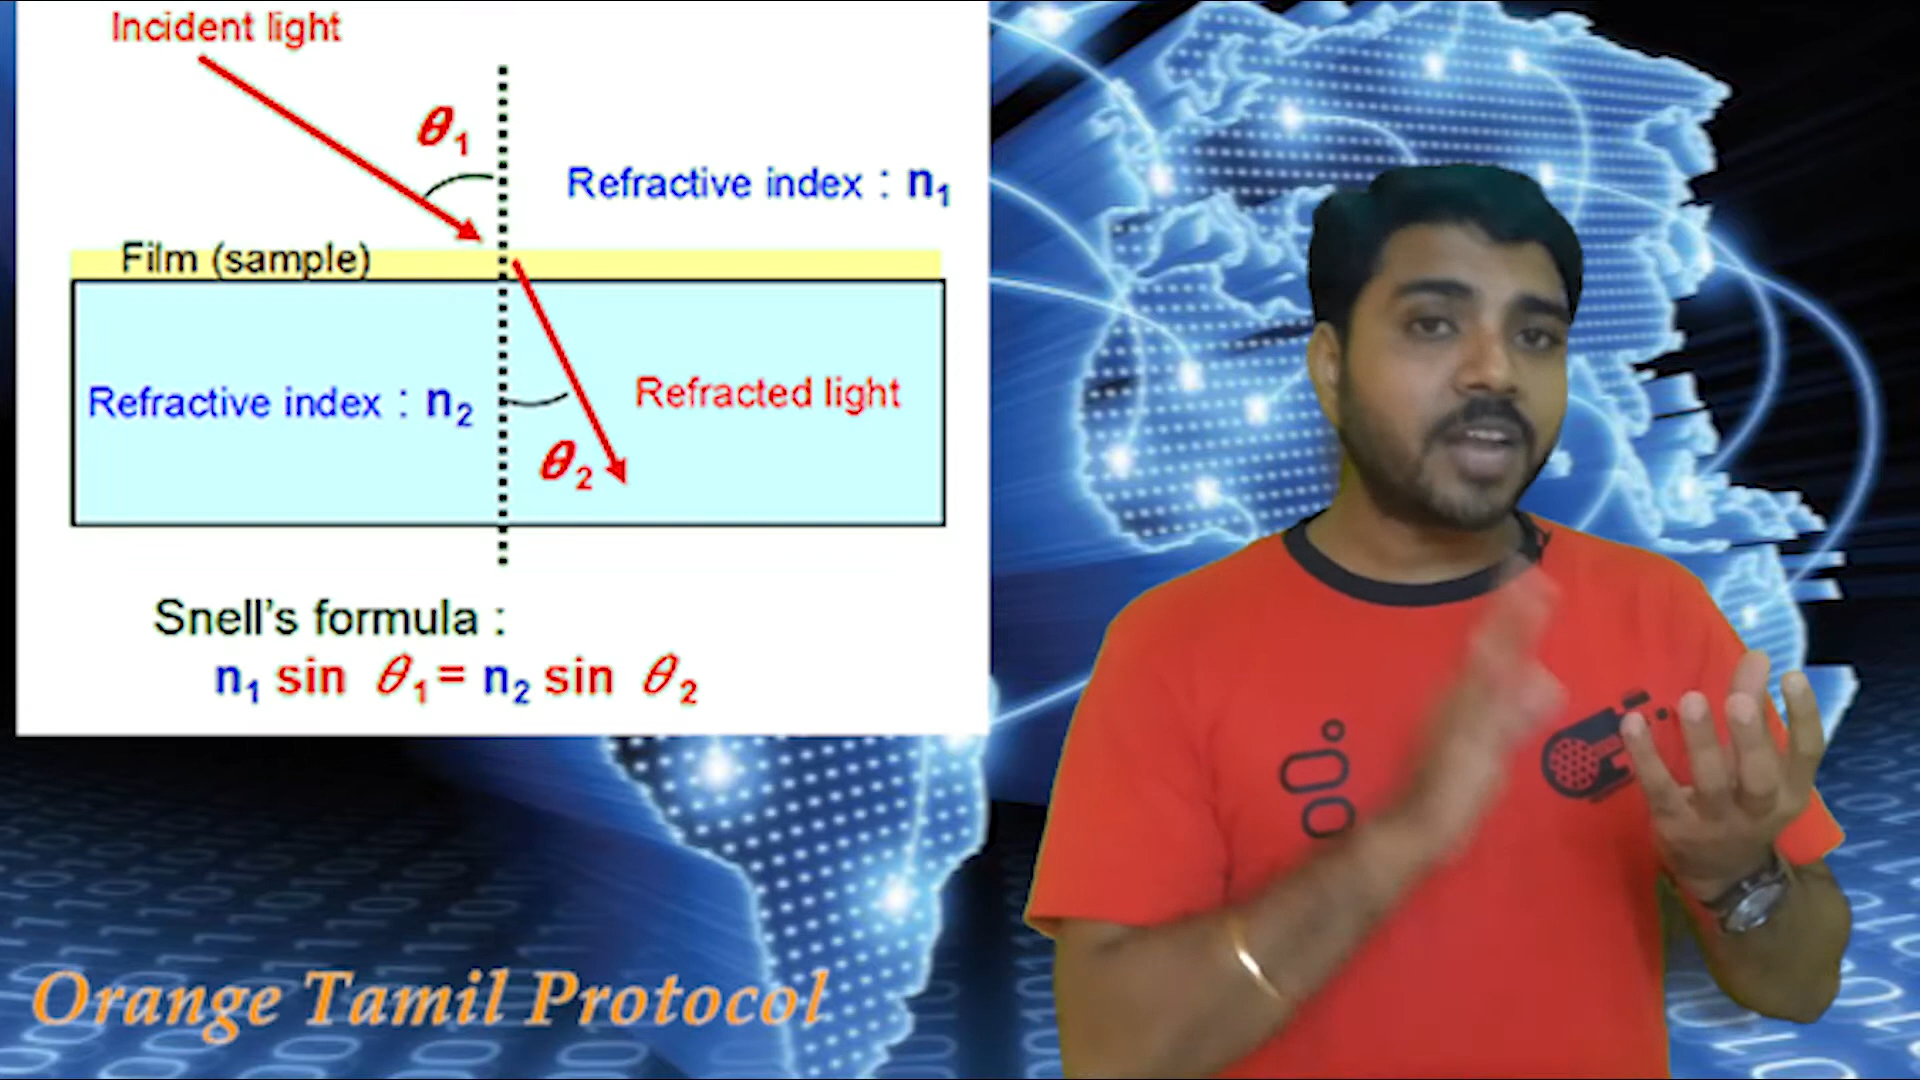 Incident light
θ1
Refractive index : n1
Film (sample)
Refractive index : n2
Refracted light
θ2
Snell's formula :
n1 sin θ1 = n2 sin θ2
Orange Tamil Protocol